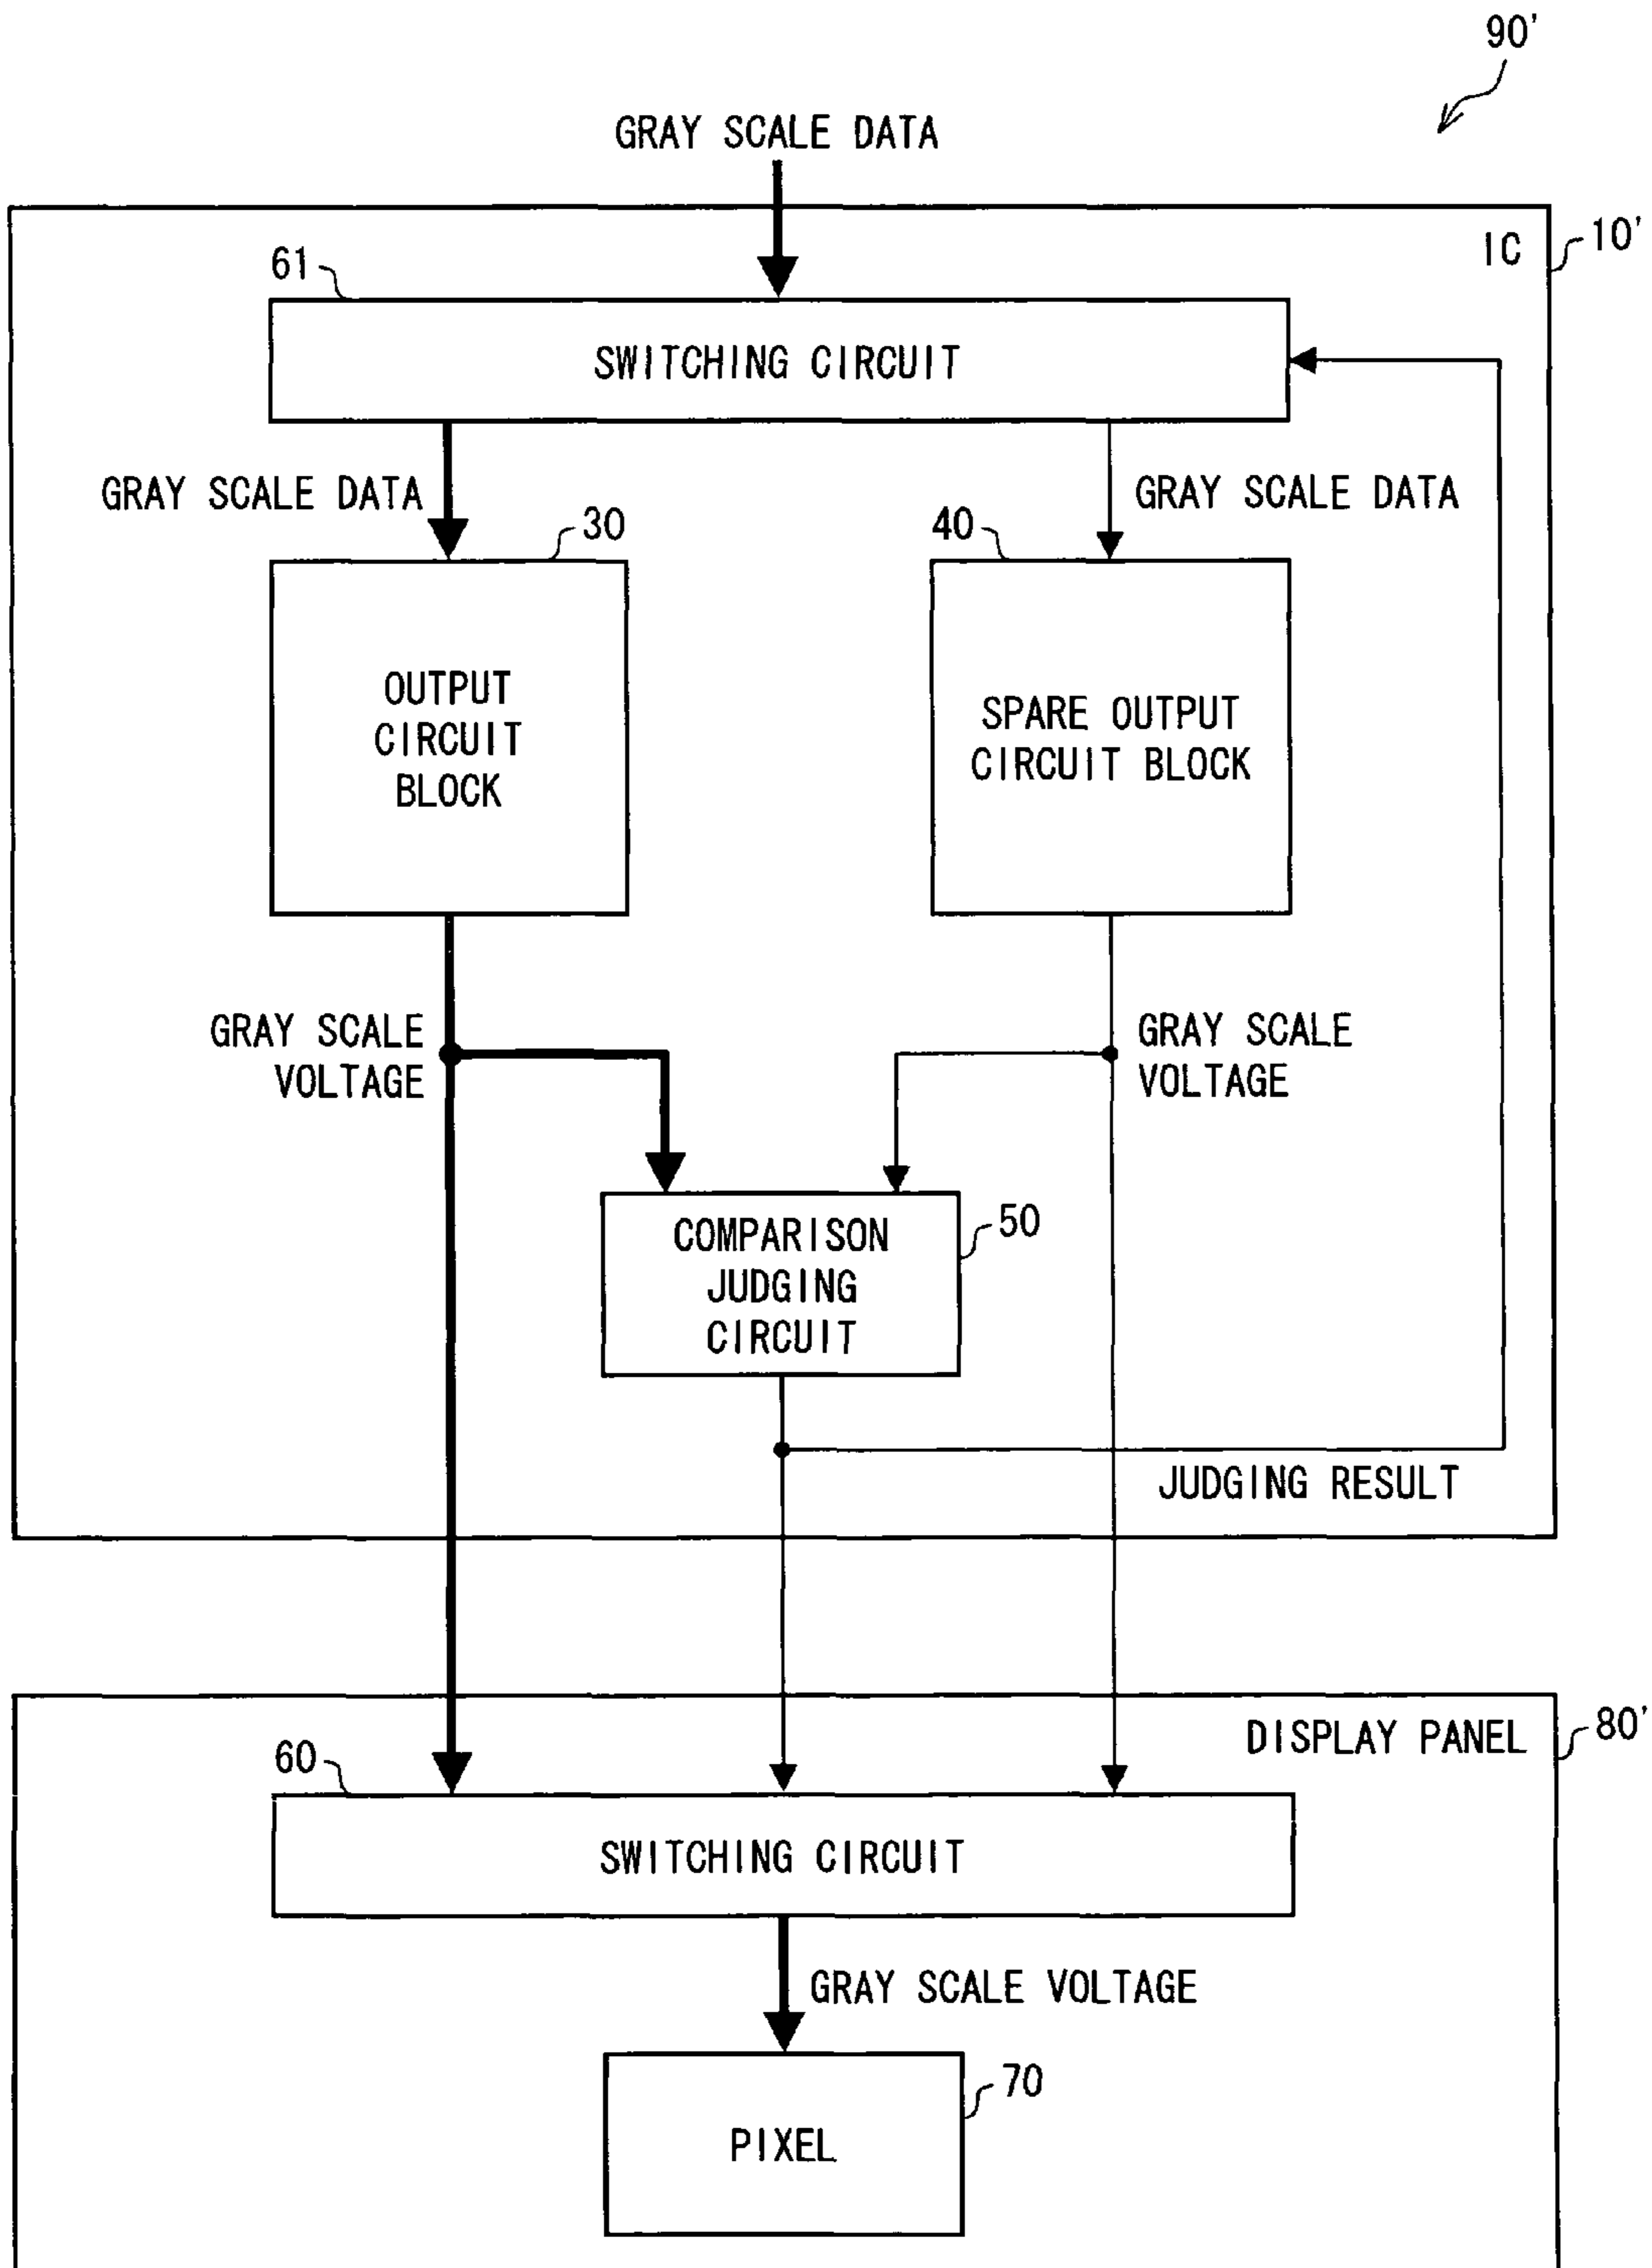 90'
GRAY SCALE DATA
IC
10'
61
SWITCHING CIRCUIT
GRAY SCALE DATA
GRAY SCALE DATA
30
40
OUTPUT
CIRCUIT
BLOCK
SPARE OUTPUT
CIRCUIT BLOCK
GRAY SCALE
VOLTAGE
GRAY SCALE
VOLTAGE
COMPARISON
JUDGING
CIRCUIT
50
JUDGING RESULT
DISPLAY PANEL
80'
60
SWITCHING CIRCUIT
GRAY SCALE VOLTAGE
70
PIXEL